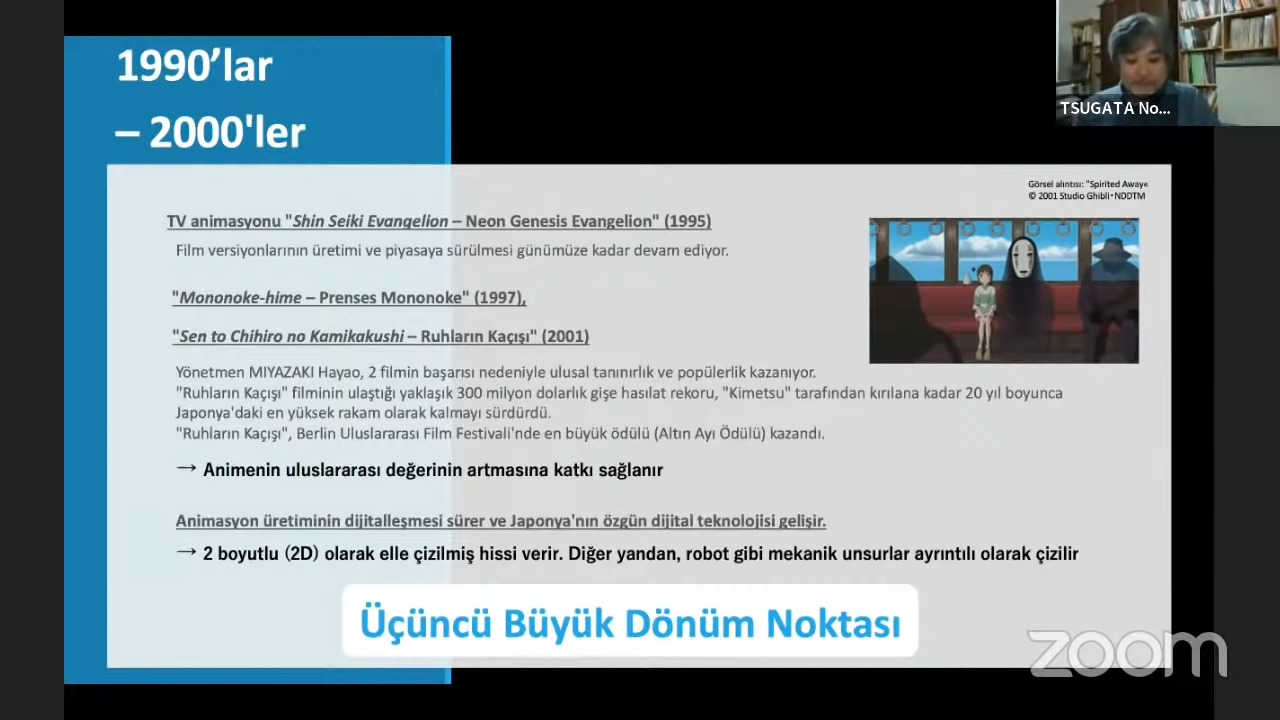 1990’lar
– 2000'ler
TSUGATA No...
Görsel alıntısı: "Spirited Away«
© 2001 Studio Ghibli・NDDTM
TV animasyonu "Shin Seiki Evangelion – Neon Genesis Evangelion" (1995)
Film versiyonlarının üretimi ve piyasaya sürülmesi günümüze kadar devam ediyor.
"Mononoke-hime – Prenses Mononoke" (1997),
"Sen to Chihiro no Kamikakushi – Ruhların Kaçışı" (2001)
Yönetmen MIYAZAKI Hayao, 2 filmin başarısı nedeniyle ulusal tanınırlık ve popülerlik kazanıyor.
"Ruhların Kaçışı" filminin ulaştığı yaklaşık 300 milyon dolarlık gişe hasılat rekoru, "Kimetsu" tarafından kırılana kadar 20 yıl boyunca
Japonya'daki en yüksek rakam olarak kalmayı sürdürdü.
"Ruhların Kaçışı", Berlin Uluslararası Film Festivali'nde en büyük ödülü (Altın Ayı Ödülü) kazandı.
→ Animenin uluslararası değerinin artmasına katkı sağlanır
Animasyon üretiminin dijitalleşmesi sürer ve Japonya'nın özgün dijital teknolojisi gelişir.
→ 2 boyutlu (2D) olarak elle çizilmiş hissi verir. Diğer yandan, robot gibi mekanik unsurlar ayrıntılı olarak çizilir
Üçüncü Büyük Dönüm Noktası
zoom